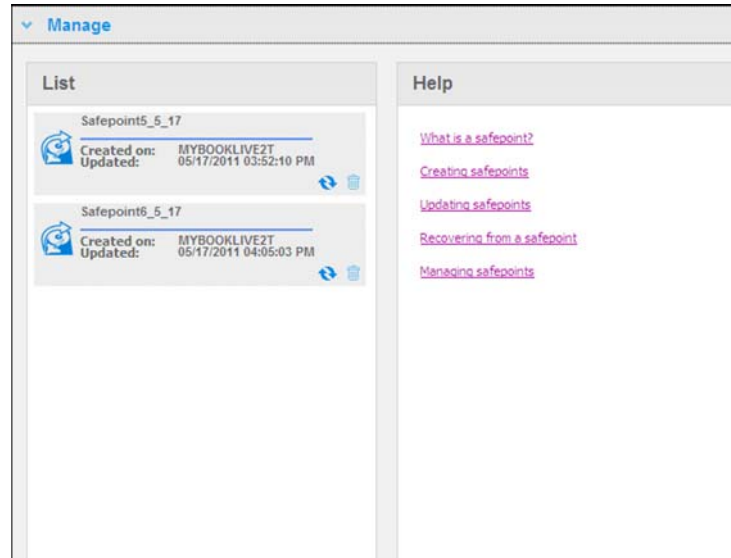 Manage
List
Safepoint5_5_17
Created on: MYBOOKLIVE2T
Updated: 05/17/2011 03:52:10 PM
Safepoint6_5_17
Created on: MYBOOKLIVE2T
Updated: 05/17/2011 04:05:03 PM
Help
What is a safepoint?
Creating safepoints
Updating safepoints
Recovering from a safepoint
Managing safepoints